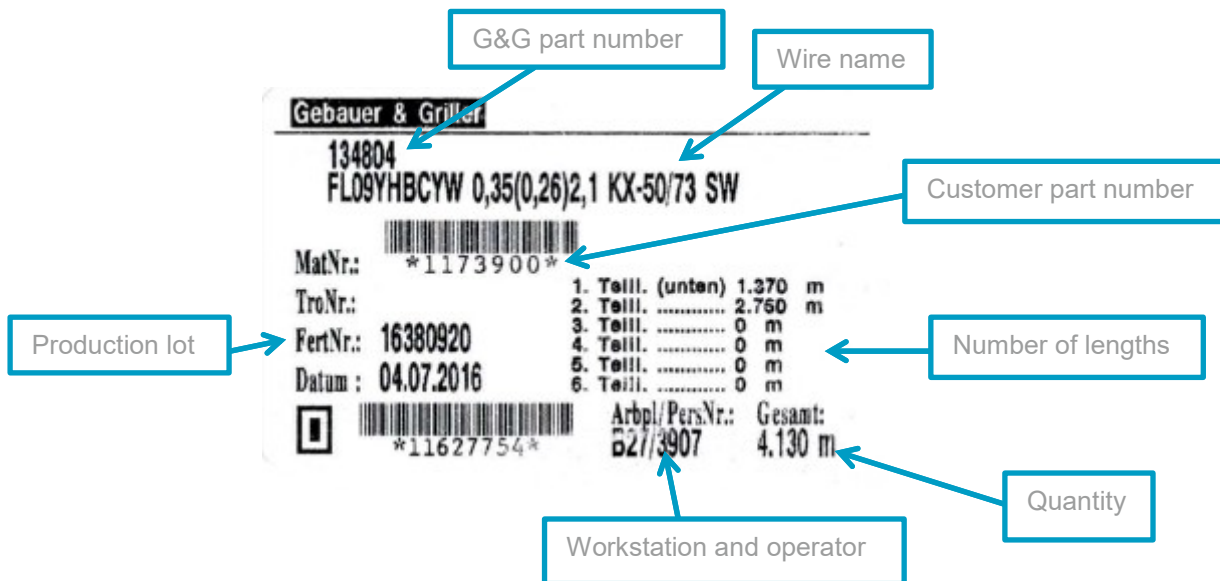 G&G part number
Wire name
Gebauer & Griller
134804
FL09YHBCYW 0,35(0,26)2,1 KX-50/73 SW
Customer part number
MatNr.: *1173900*
1. Teill. (unten) 1.370 m
TroNr.:
2. Teill. ............ 2.760 m
3. Teill. ............ 0 m
Production lot
FertNr.: 16380920
4. Teill. ............ 0 m
Number of lengths
5. Teill. ............ 0 m
Datum : 04.07.2016
6. Teill. ............ 0 m
Arbpl/PersNr.: Gesamt:
*11627754*
B27/3907 4.130 m
Quantity
Workstation and operator